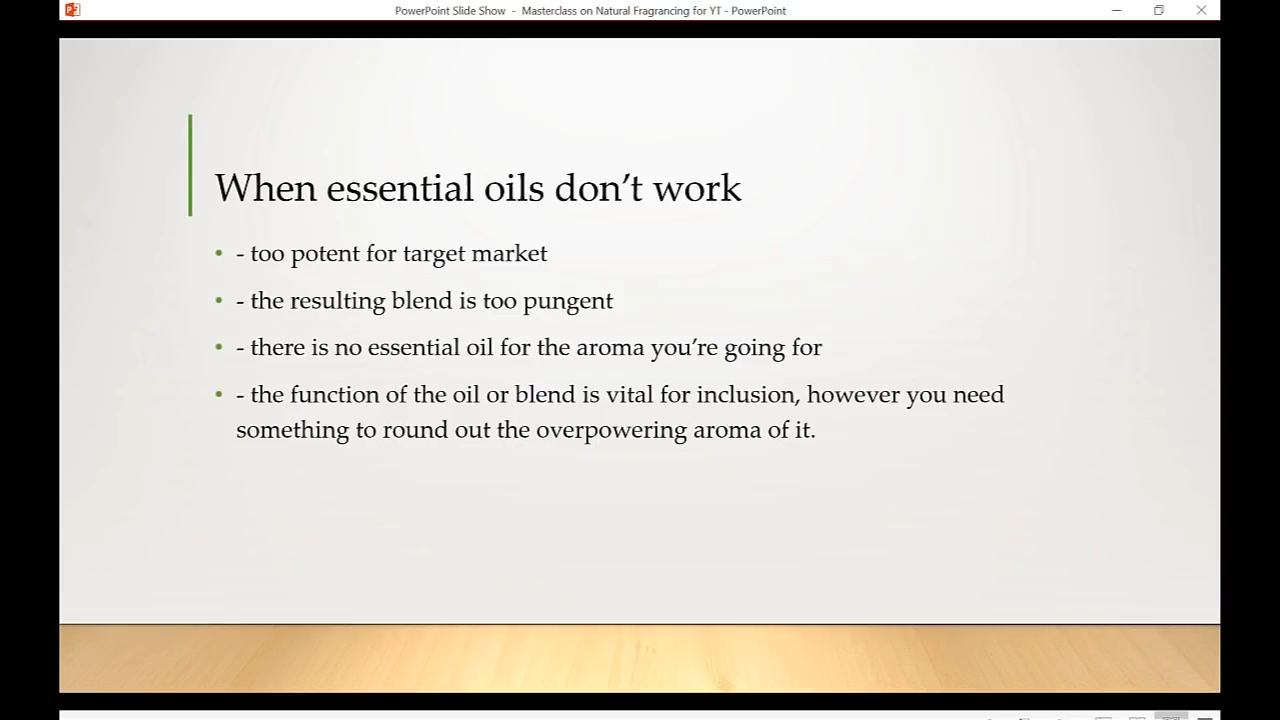 PowerPoint Slide Show - Masterclass on Natural Fragrancing for YT - PowerPoint
When essential oils don’t work
• - too potent for target market
• - the resulting blend is too pungent
• - there is no essential oil for the aroma you’re going for
• - the function of the oil or blend is vital for inclusion, however you need
something to round out the overpowering aroma of it.